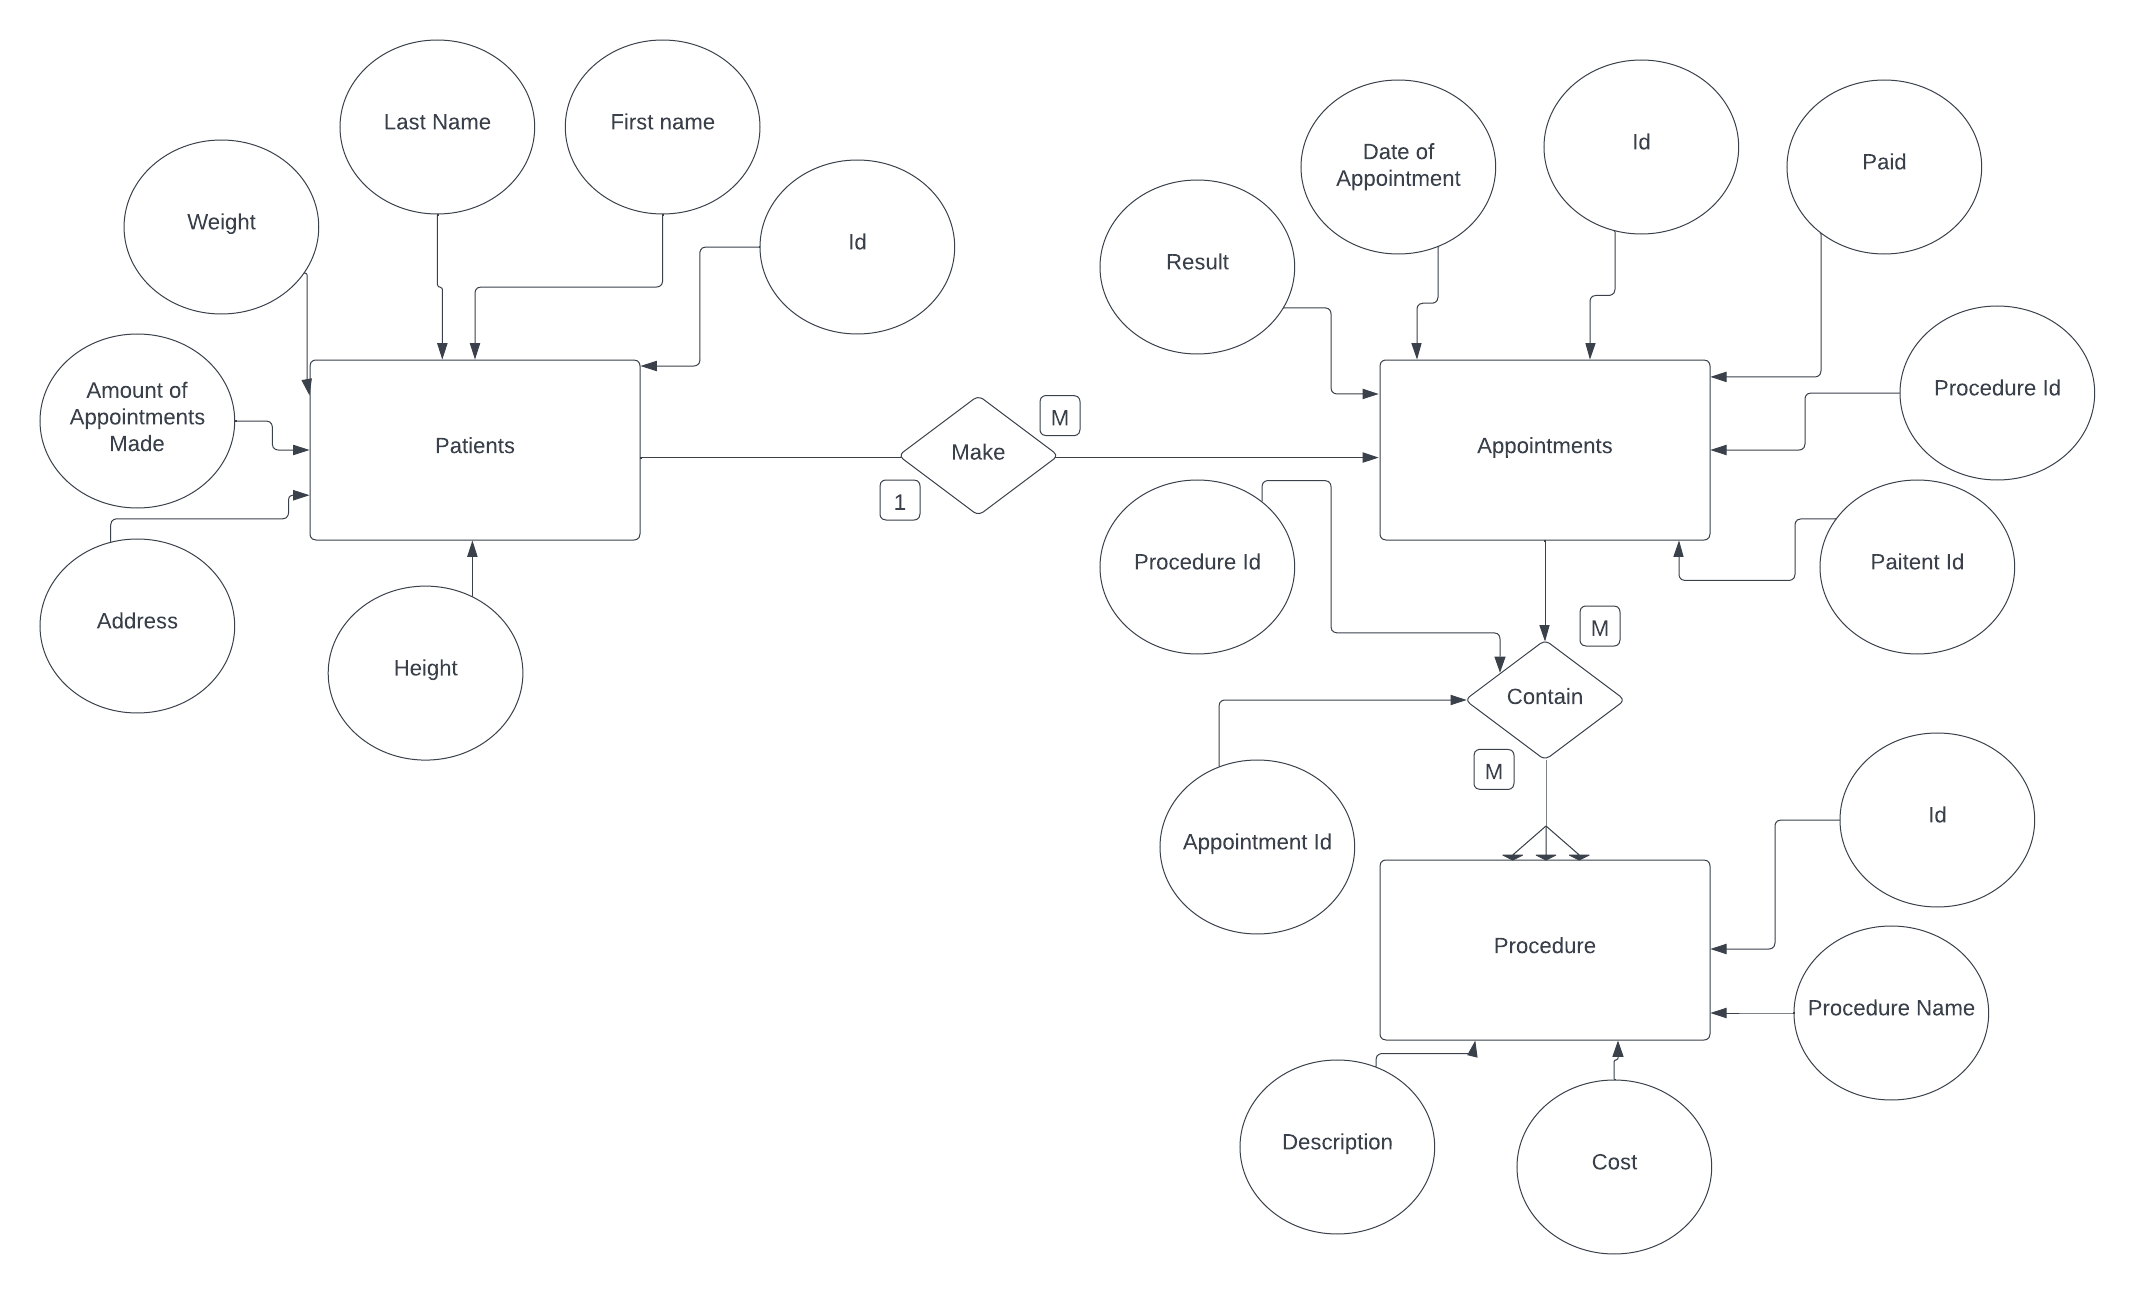 Last Name
First name
Weight
Id
Amount of
Appointments
Made
Patients
Address
Height
Make
M
1
Date of
Appointment
Id
Paid
Result
Procedure Id
Appointments
Procedure Id
Paitent Id
M
Contain
M
Appointment Id
Id
Procedure
Procedure Name
Description
Cost